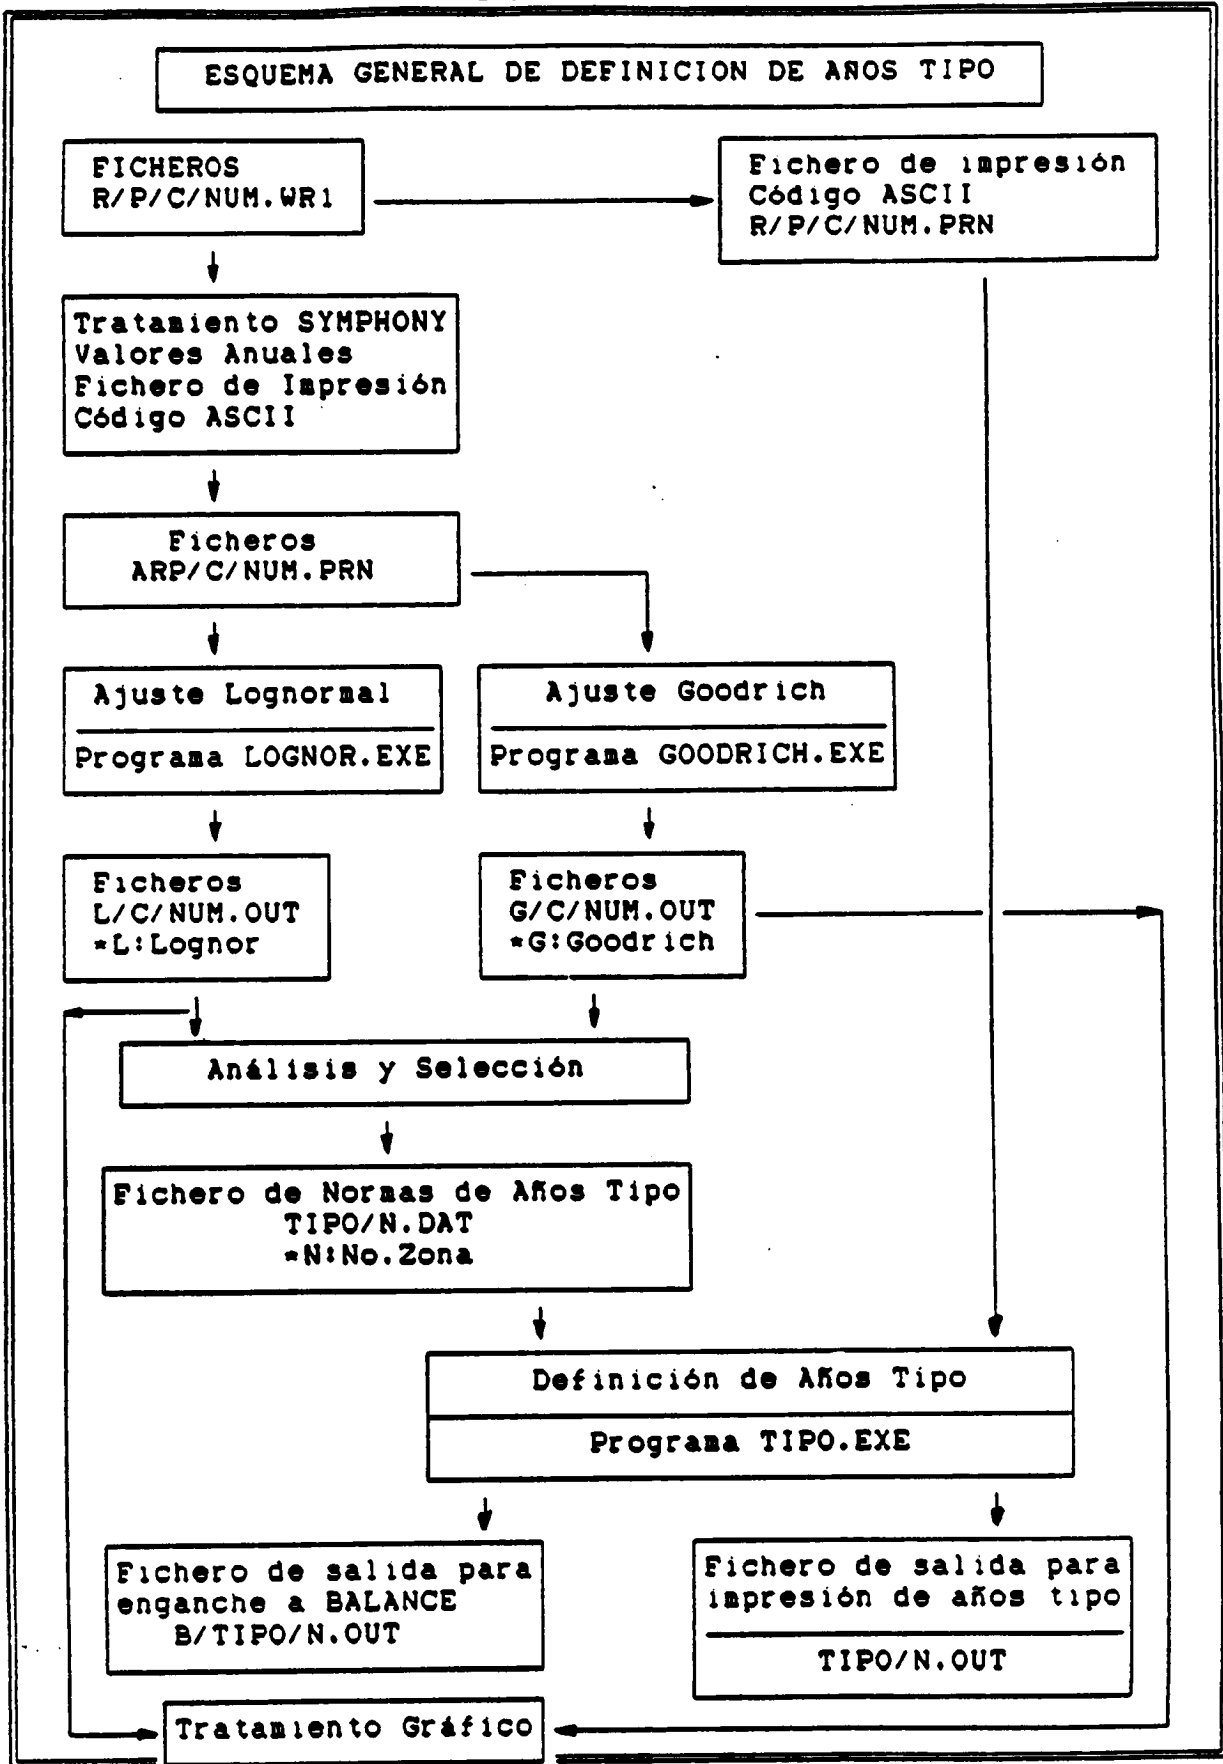 ESQUEMA GENERAL DE DEFINICION DE AÑOS TIPO
FICHEROS
R/P/C/NUM.WR1
Fichero de impresión
Código ASCII
R/P/C/NUM.PRN
Tratamiento SYMPHONY
Valores Anuales
Fichero de Impresión
Código ASCII
Ficheros
ARP/C/NUM.PRN
Ajuste Lognormal
Programa LOGNOR.EXE
Ajuste Goodrich
Programa GOODRICH.EXE
Ficheros
L/C/NUM.OUT
*L:Lognor
Ficheros
G/C/NUM.OUT
*G:Goodrich
Análisis y Selección
Fichero de Normas de Años Tipo
TIPO/N.DAT
*N:No.Zona
Definición de Años Tipo
Programa TIPO.EXE
Fichero de salida para
enganche a BALANCE
B/TIPO/N.OUT
Fichero de salida para
impresión de años tipo
TIPO/N.OUT
Tratamiento Gráfico